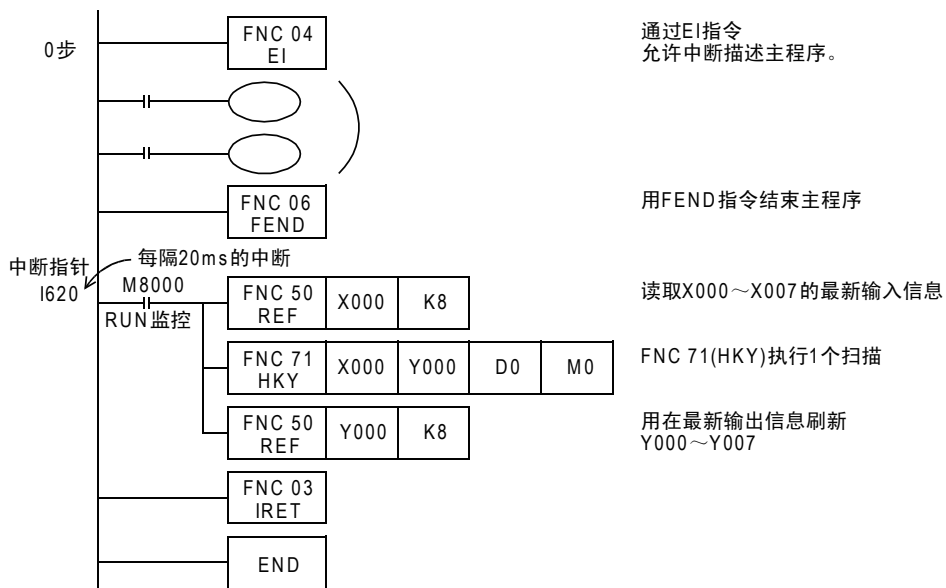 0步
FNC 04
EI
通过EI指令
允许中断描述主程序。
FNC 06
FEND
用FEND指令结束主程序
中断指针
I620
每隔20ms的中断
M8000
RUN监控
FNC 50
REF
X000
K8
读取X000～X007的最新输入信息
FNC 71
HKY
X000
Y000
D0
M0
FNC 71(HKY)执行1个扫描
FNC 50
REF
Y000
K8
用在最新输出信息刷新
Y000～Y007
FNC 03
IRET
END